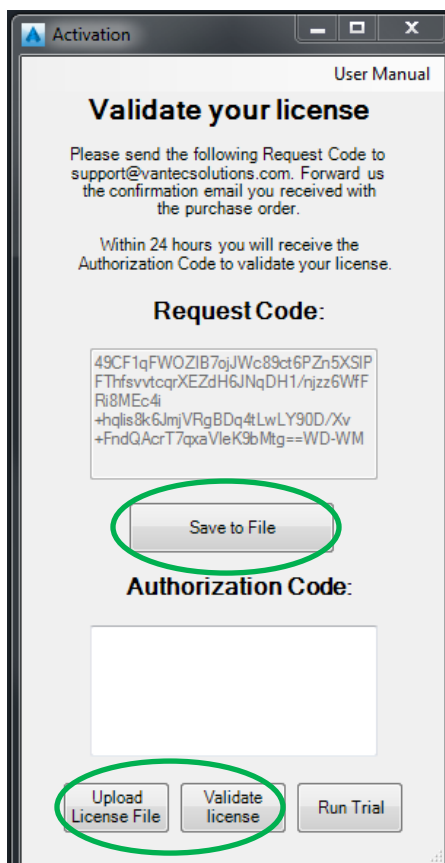 Activation
User Manual
Validate your license
Please send the following Request Code to
support@vantecsolutions.com. Forward us
the confirmation email you received with
the purchase order.
Within 24 hours you will receive the
Authorization Code to validate your license.
Request Code:
49CF1qFWOZIB7ojJWc89ct6PZn5XSIP
FThfsvvtcqrXEZdH6JNqDH1/njzz6WfF
Ri8MEc4i
+hqlis8k6JmjVRgBDq4tLwLY90D/Xv
+FndQAcrT7qxaVleK9bMtg==WD-WM
Save to File
Authorization Code:
Upload
License File
Validate
license
Run Trial